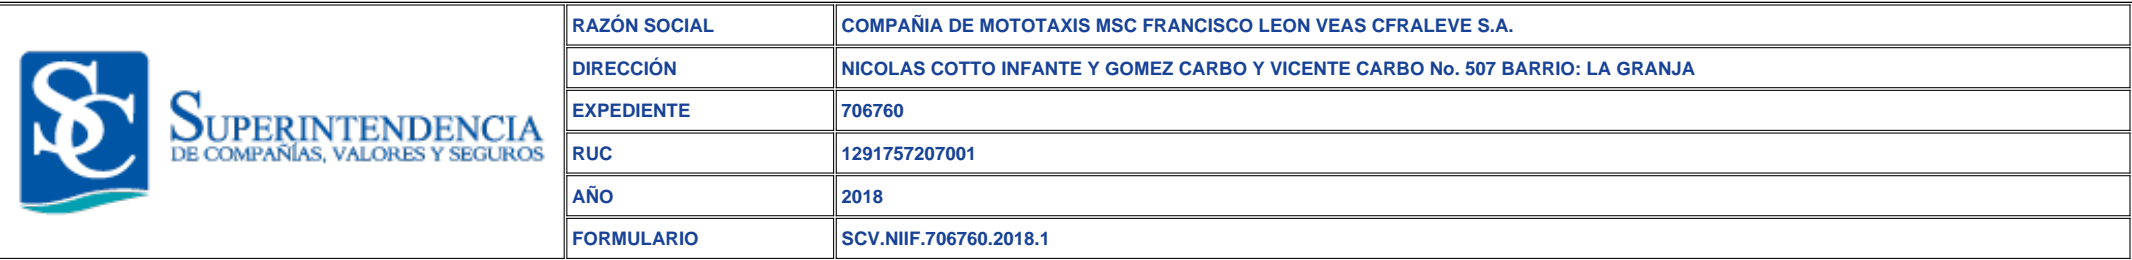 SC
SUPERINTENDENCIA
DE COMPAÑÍAS, VALORES Y SEGUROS
RAZÓN SOCIAL COMPAÑIA DE MOTOTAXIS MSC FRANCISCO LEON VEAS CFRALEVE S.A.
DIRECCIÓN NICOLAS COTTO INFANTE Y GOMEZ CARBO Y VICENTE CARBO No. 507 BARRIO: LA GRANJA
EXPEDIENTE 706760
RUC 1291757207001
AÑO 2018
FORMULARIO SCV.NIIF.706760.2018.1